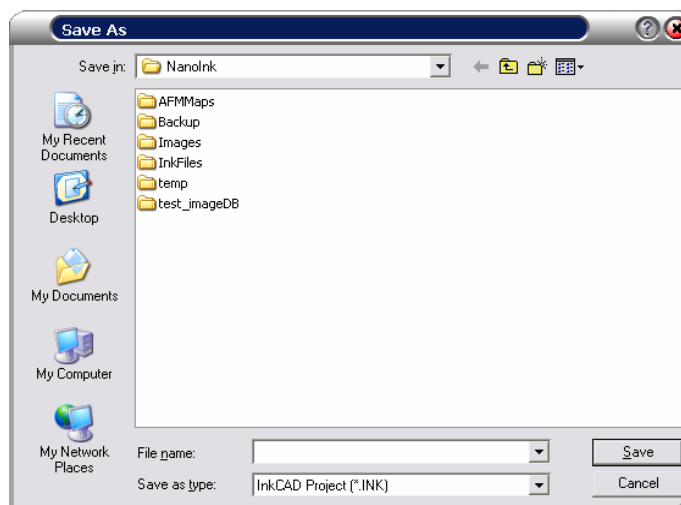 Save As
Save in:
NanoInk
My Recent
Documents
Desktop
My Documents
My Computer
My Network
Places
AFMMaps
Backup
Images
InkFiles
temp
test_imageDB
File name:
Save
Save as type:
InkCAD Project (*.INK)
Cancel